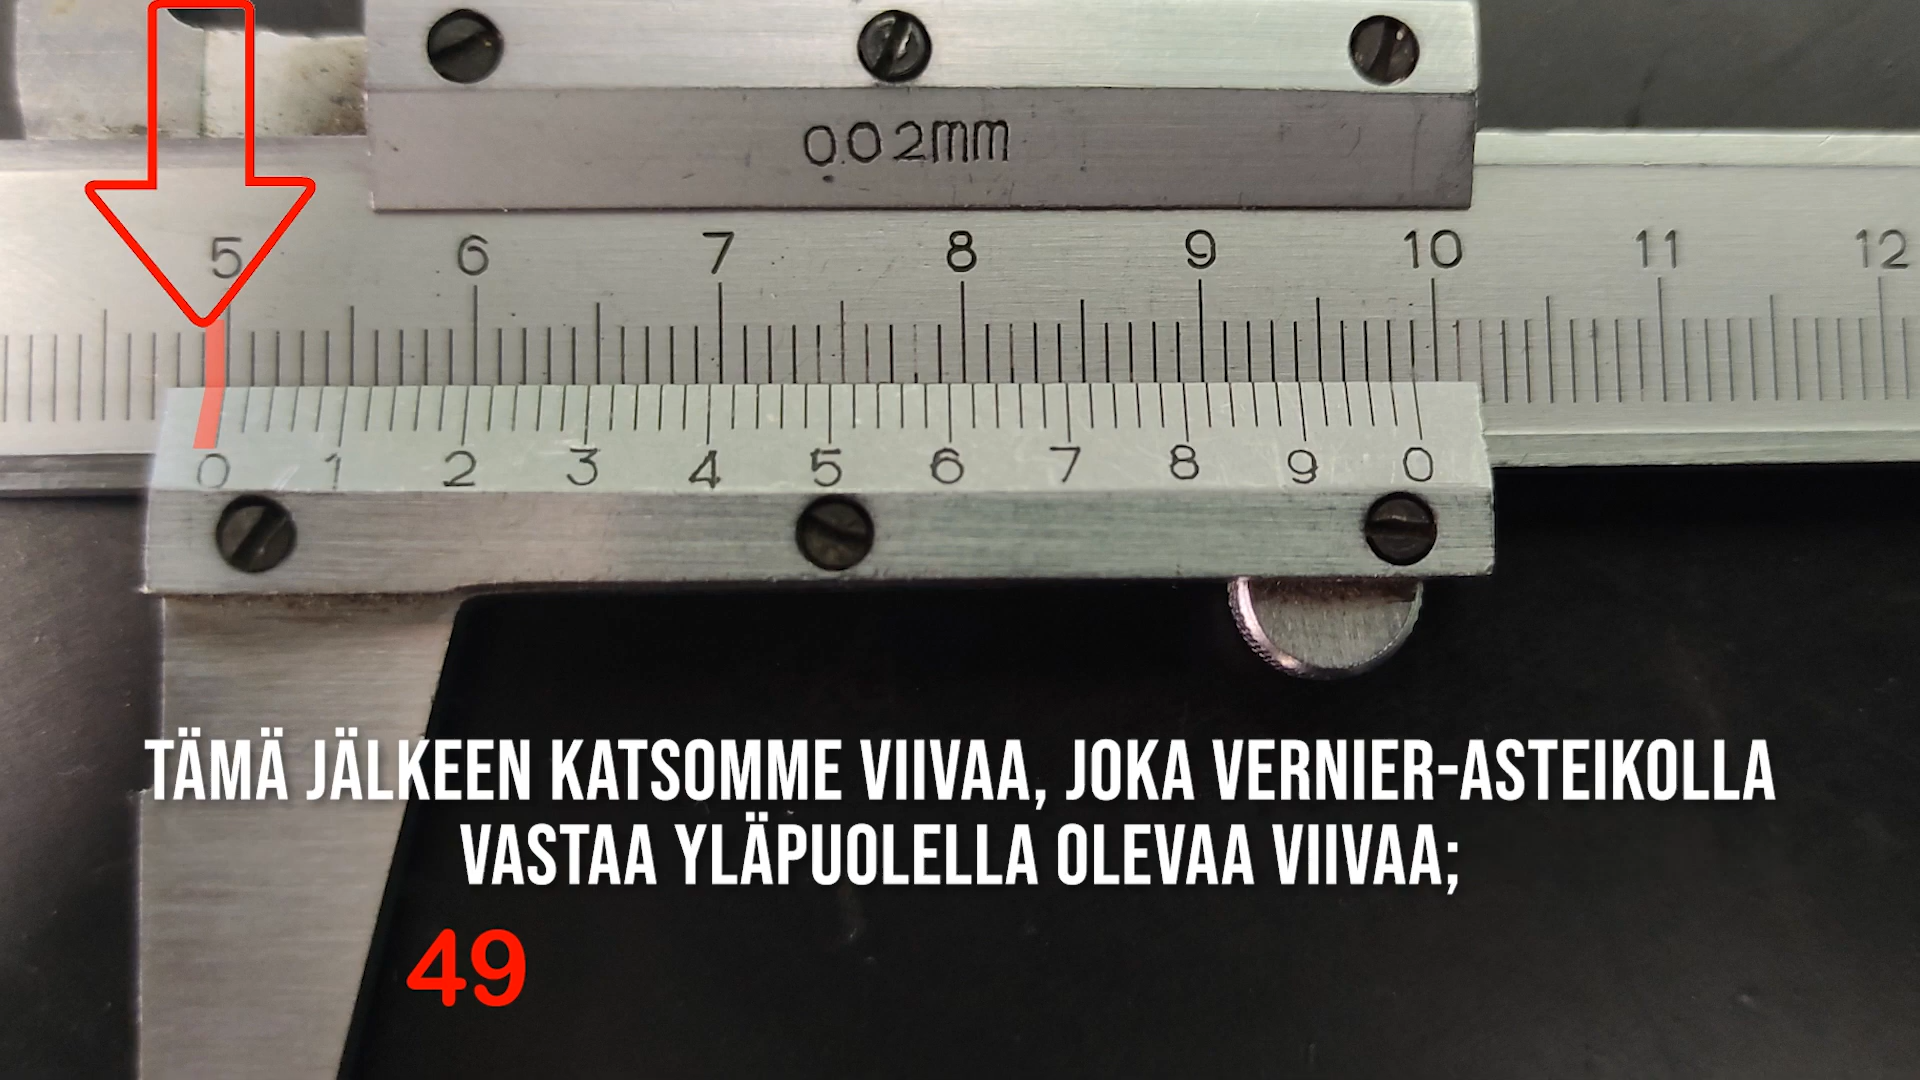 0.02mm
5 6 7 8 9 10 11 12
0 1 2 3 4 5 6 7 8 9 0
TÄMÄ JÄLKEEN KATSOMME VIIVAA, JOKA VERNIER-ASTEIKOLLA
VASTAA YLÄPUOLELLA OLEVAA VIIVAA;
49